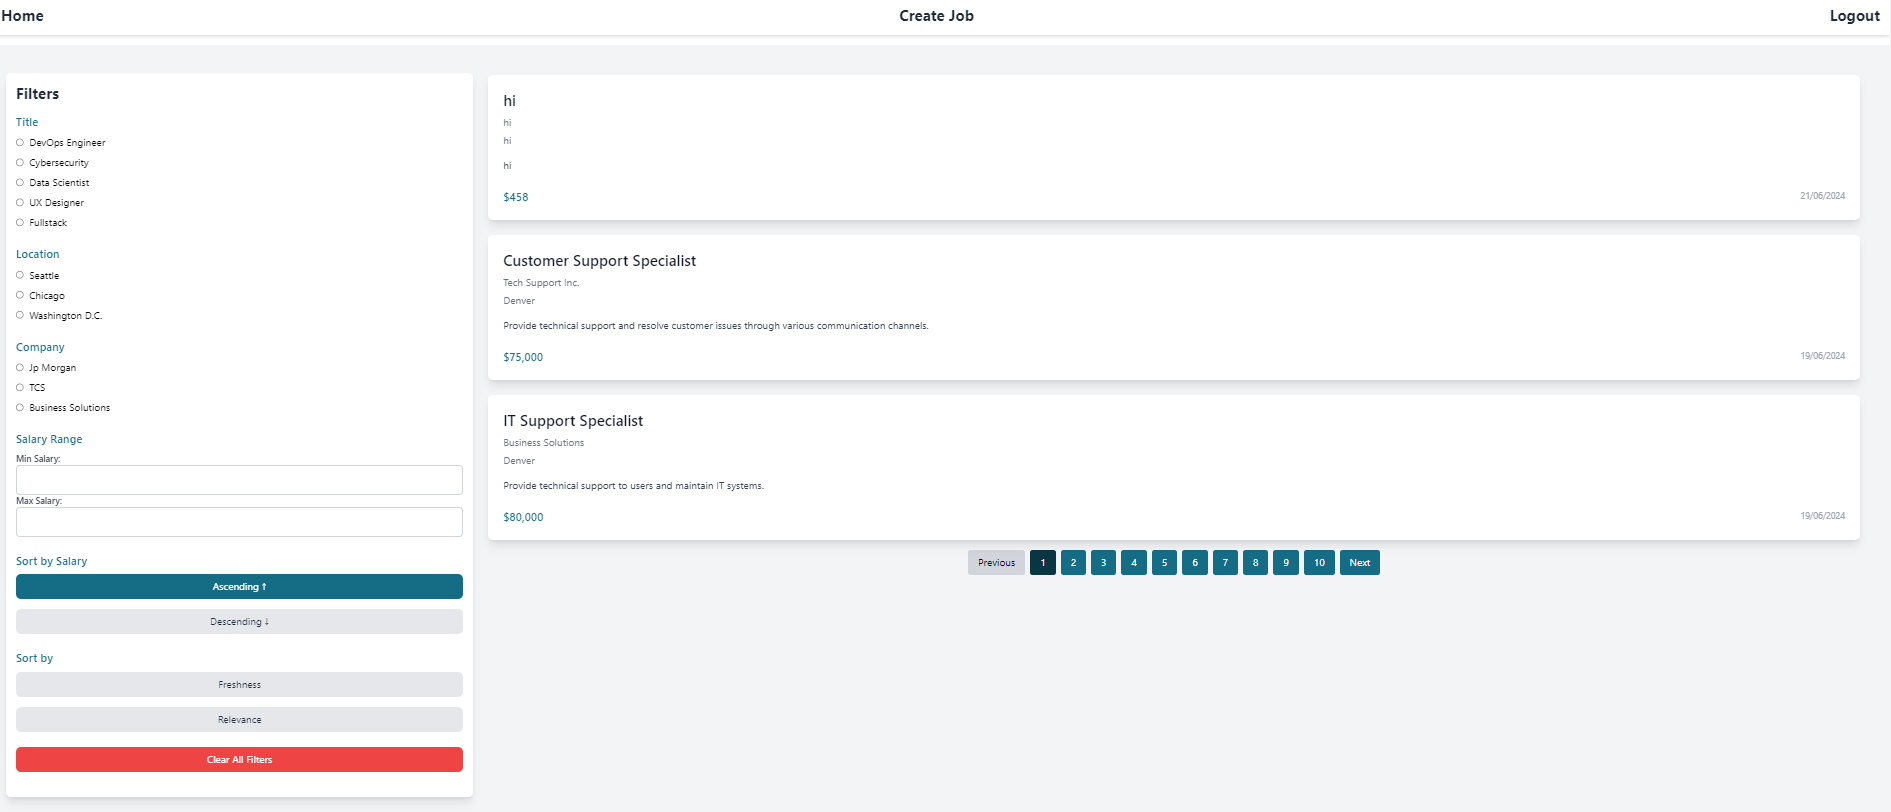 Home Create Job Logout
Filters
Title
DevOps Engineer
Cybersecurity
Data Scientist
UX Designer
Fullstack
Location
Seattle
Chicago
Washington D.C.
Company
Jp Morgan
TCS
Business Solutions
Salary Range
Min Salary:
Max Salary:
Sort by Salary
Ascending ↑
Descending ↓
Sort by
Freshness
Relevance
Clear All Filters
hi
hi
hi
hi
$458 21/06/2024
Customer Support Specialist
Tech Support Inc.
Denver
Provide technical support and resolve customer issues through various communication channels.
$75,000 19/06/2024
IT Support Specialist
Business Solutions
Denver
Provide technical support to users and maintain IT systems.
$80,000 19/06/2024
Previous 1 2 3 4 5 6 7 8 9 10 Next